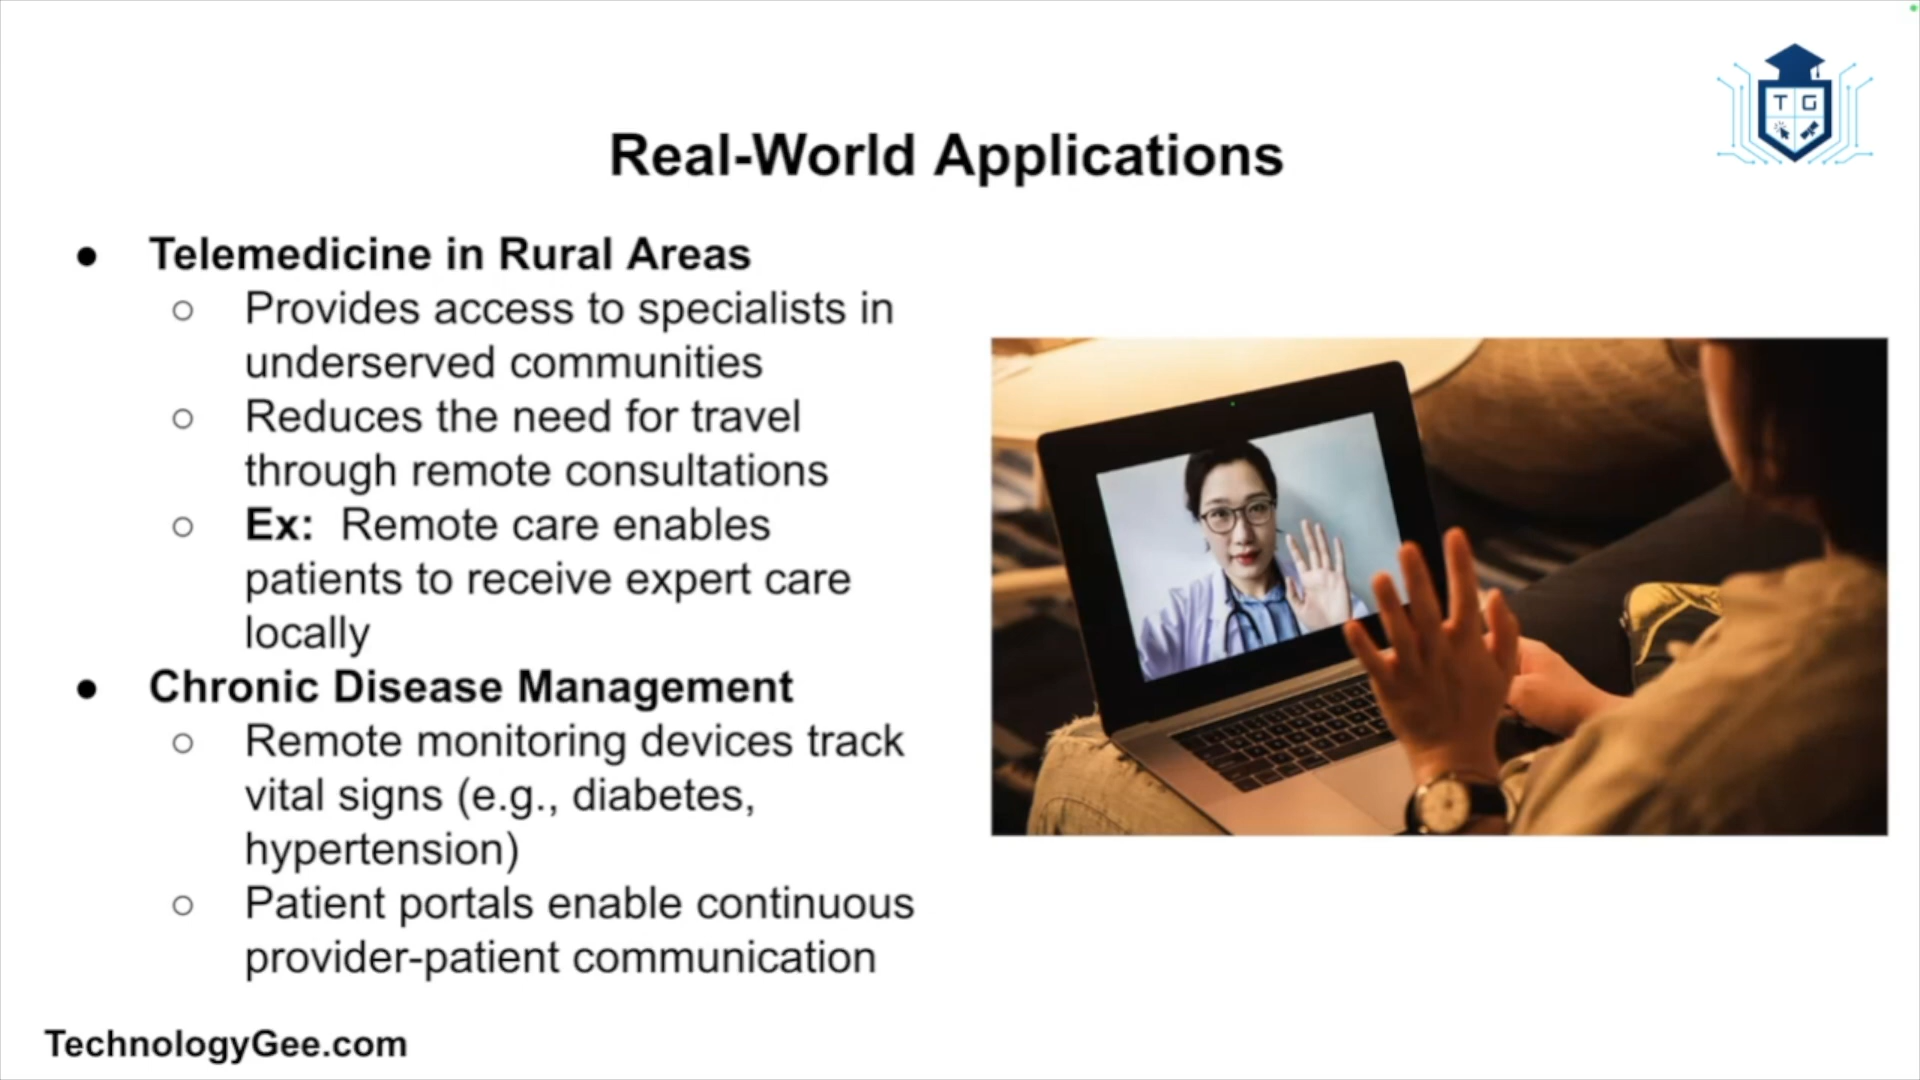 T G
Real-World Applications
● Telemedicine in Rural Areas
○ Provides access to specialists in
underserved communities
○ Reduces the need for travel
through remote consultations
○ Ex: Remote care enables
patients to receive expert care
locally
● Chronic Disease Management
○ Remote monitoring devices track
vital signs (e.g., diabetes,
hypertension)
○ Patient portals enable continuous
provider-patient communication
TechnologyGee.com